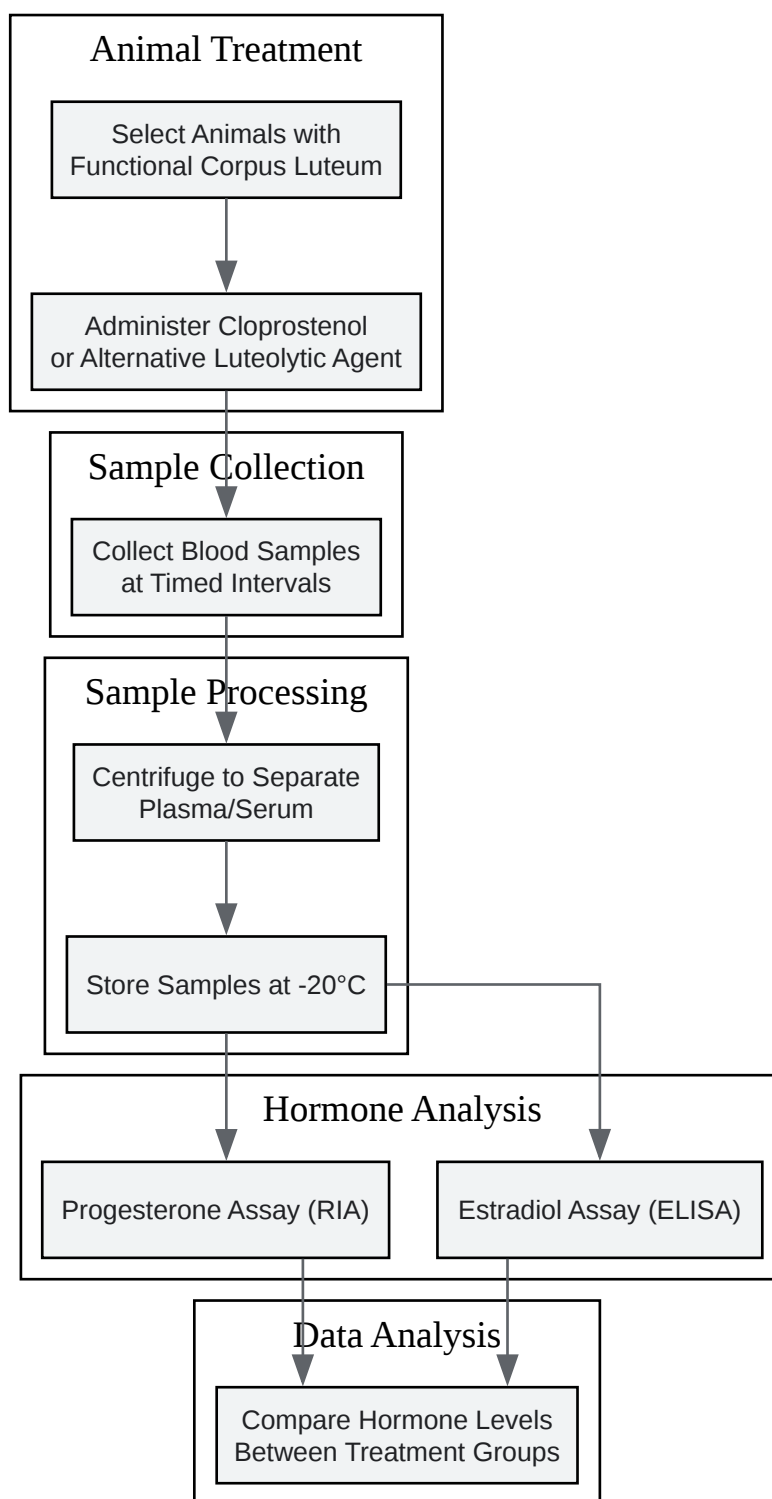 Animal Treatment
Select Animals with
Functional Corpus Luteum
Administer Cloprostenol
or Alternative Luteolytic Agent
Sample Collection
Collect Blood Samples
at Timed Intervals
Sample Processing
Centrifuge to Separate
Plasma/Serum
Store Samples at -20°C
Hormone Analysis
Progesterone Assay (RIA)
Estradiol Assay (ELISA)
Data Analysis
Compare Hormone Levels
Between Treatment Groups